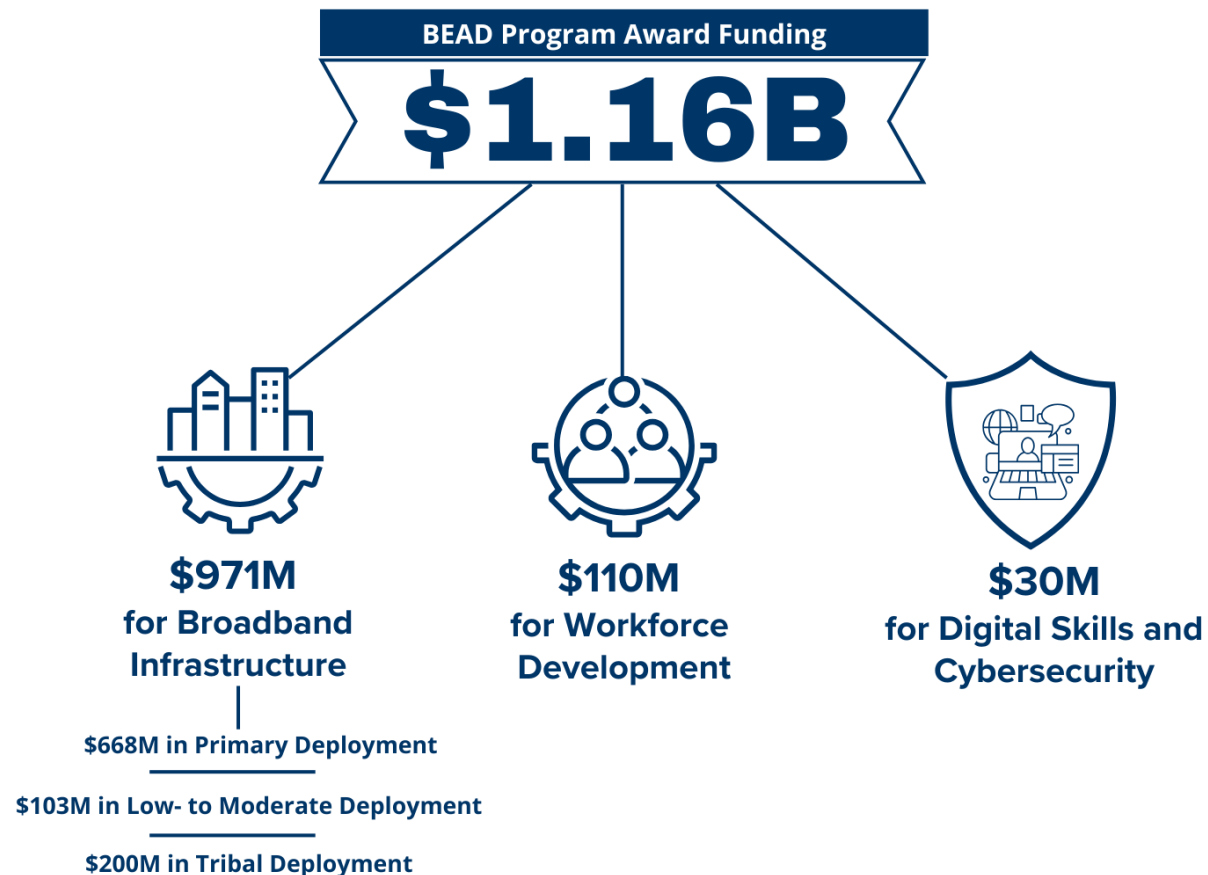 BEAD Program Award Funding
$1.16B
$971M
for Broadband
Infrastructure
$110M
for Workforce
Development
$30M
for Digital Skills and
Cybersecurity
$668M in Primary Deployment
$103M in Low- to Moderate Deployment
$200M in Tribal Deployment